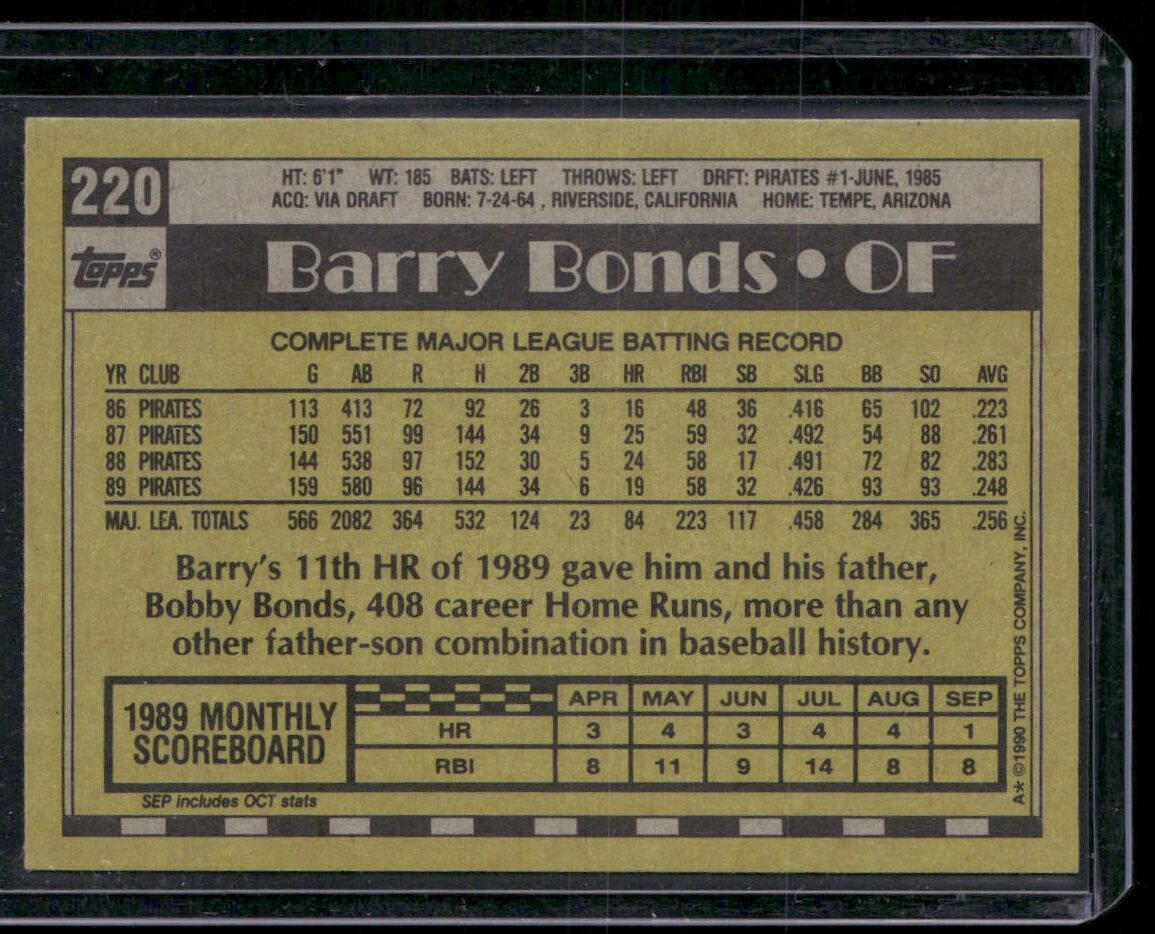 220
HT: 6'1" WT: 185 BATS: LEFT THROWS: LEFT DRFT: PIRATES #1-JUNE, 1985
ACQ: VIA DRAFT BORN: 7-24-64 , RIVERSIDE, CALIFORNIA HOME: TEMPE, ARIZONA
topps®
Barry Bonds • OF
COMPLETE MAJOR LEAGUE BATTING RECORD
YR CLUB G AB R H 2B 3B HR RBI SB SLG BB SO AVG
86 PIRATES 113 413 72 92 26 3 16 48 36 .416 65 102 .223
87 PIRATES 150 551 99 144 34 9 25 59 32 .492 54 88 .261
88 PIRATES 144 538 97 152 30 5 24 58 17 .491 72 82 .283
89 PIRATES 159 580 96 144 34 6 19 58 32 .426 93 93 .248
MAJ. LEA. TOTALS 566 2082 364 532 124 23 84 223 117 .458 284 365 .256
Barry's 11th HR of 1989 gave him and his father,
Bobby Bonds, 408 career Home Runs, more than any
other father-son combination in baseball history.
1989 MONTHLY
SCOREBOARD
APR MAY JUN JUL AUG SEP
HR 3 4 3 4 4 1
RBI 8 11 9 14 8 8
SEP includes OCT stats
A* ©1990 THE TOPPS COMPANY, INC.